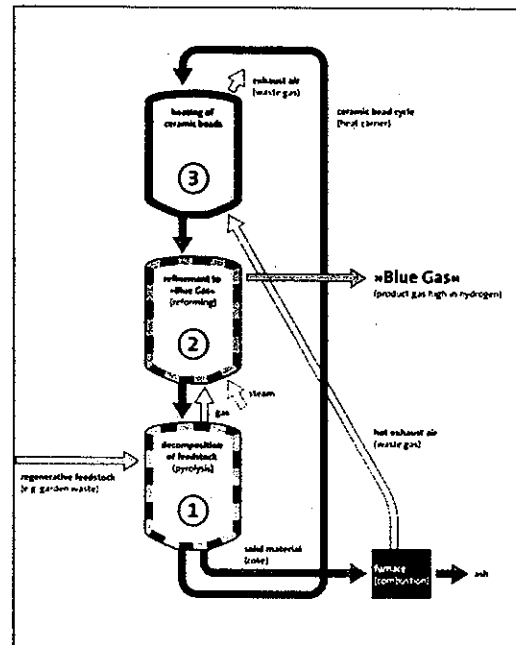 exhaust air
(waste gas)
heating of
ceramic beads
ceramic bead cycle
(heat carrier)
3
refinement to
»Blue Gas«
(reforming)
»Blue Gas«
(product gas high in hydrogen)
2
steam
gas
decomposition
of feedstock
(pyrolysis)
hot exhaust air
(waste gas)
regenerative feedstock
(e.g. garden waste)
1
solid material
(coke)
furnace
(combustion)
ash